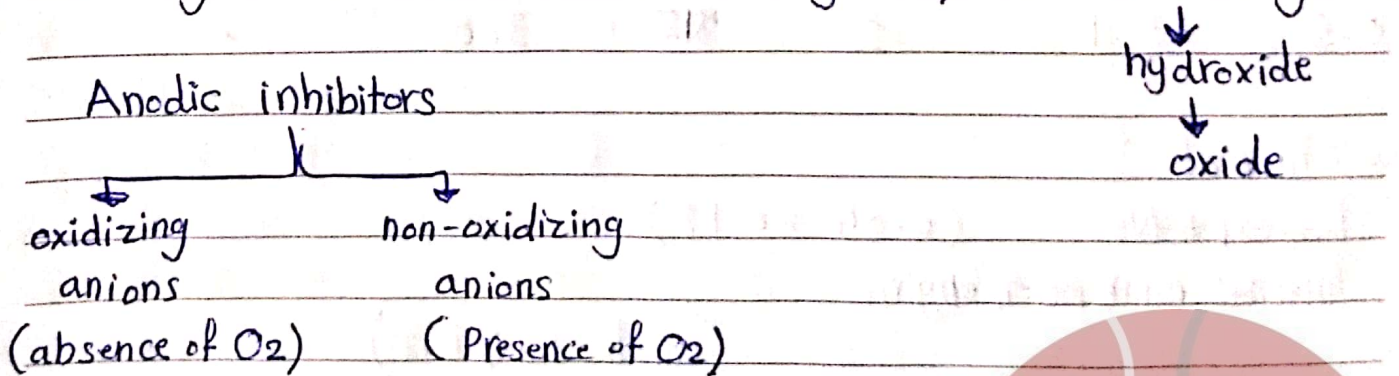 hydroxide
Anodic inhibitors
oxide
oxidizing non-oxidizing
anions anions
(absence of O2) (Presence of O2)